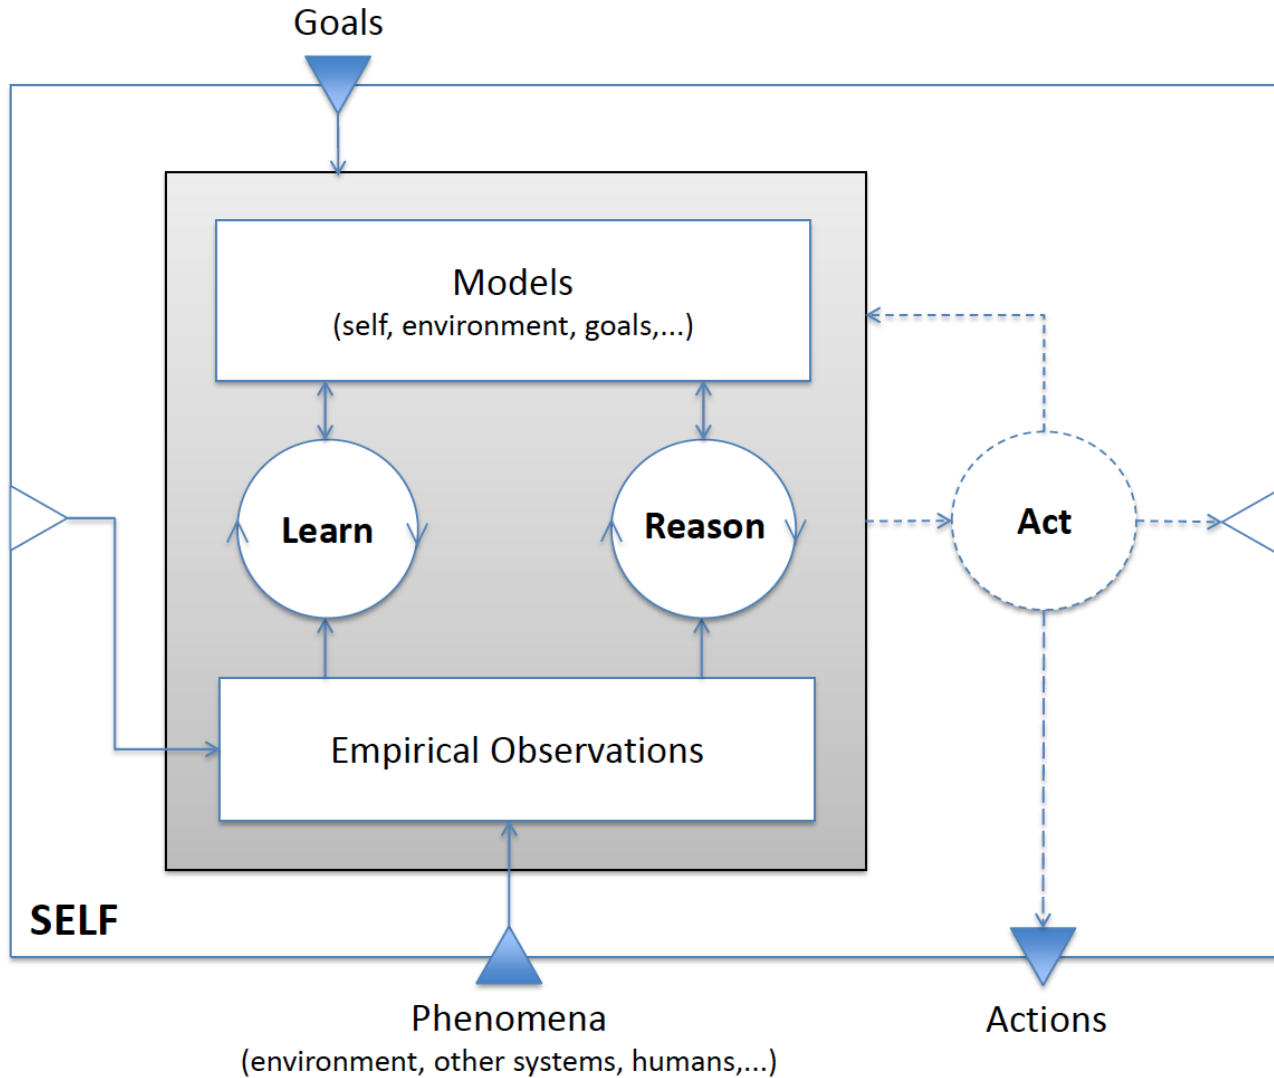 Goals
Models
(self, environment, goals,...)
Learn
Reason
Act
Empirical Observations
SELF
Phenomena
(environment, other systems, humans,...)
Actions